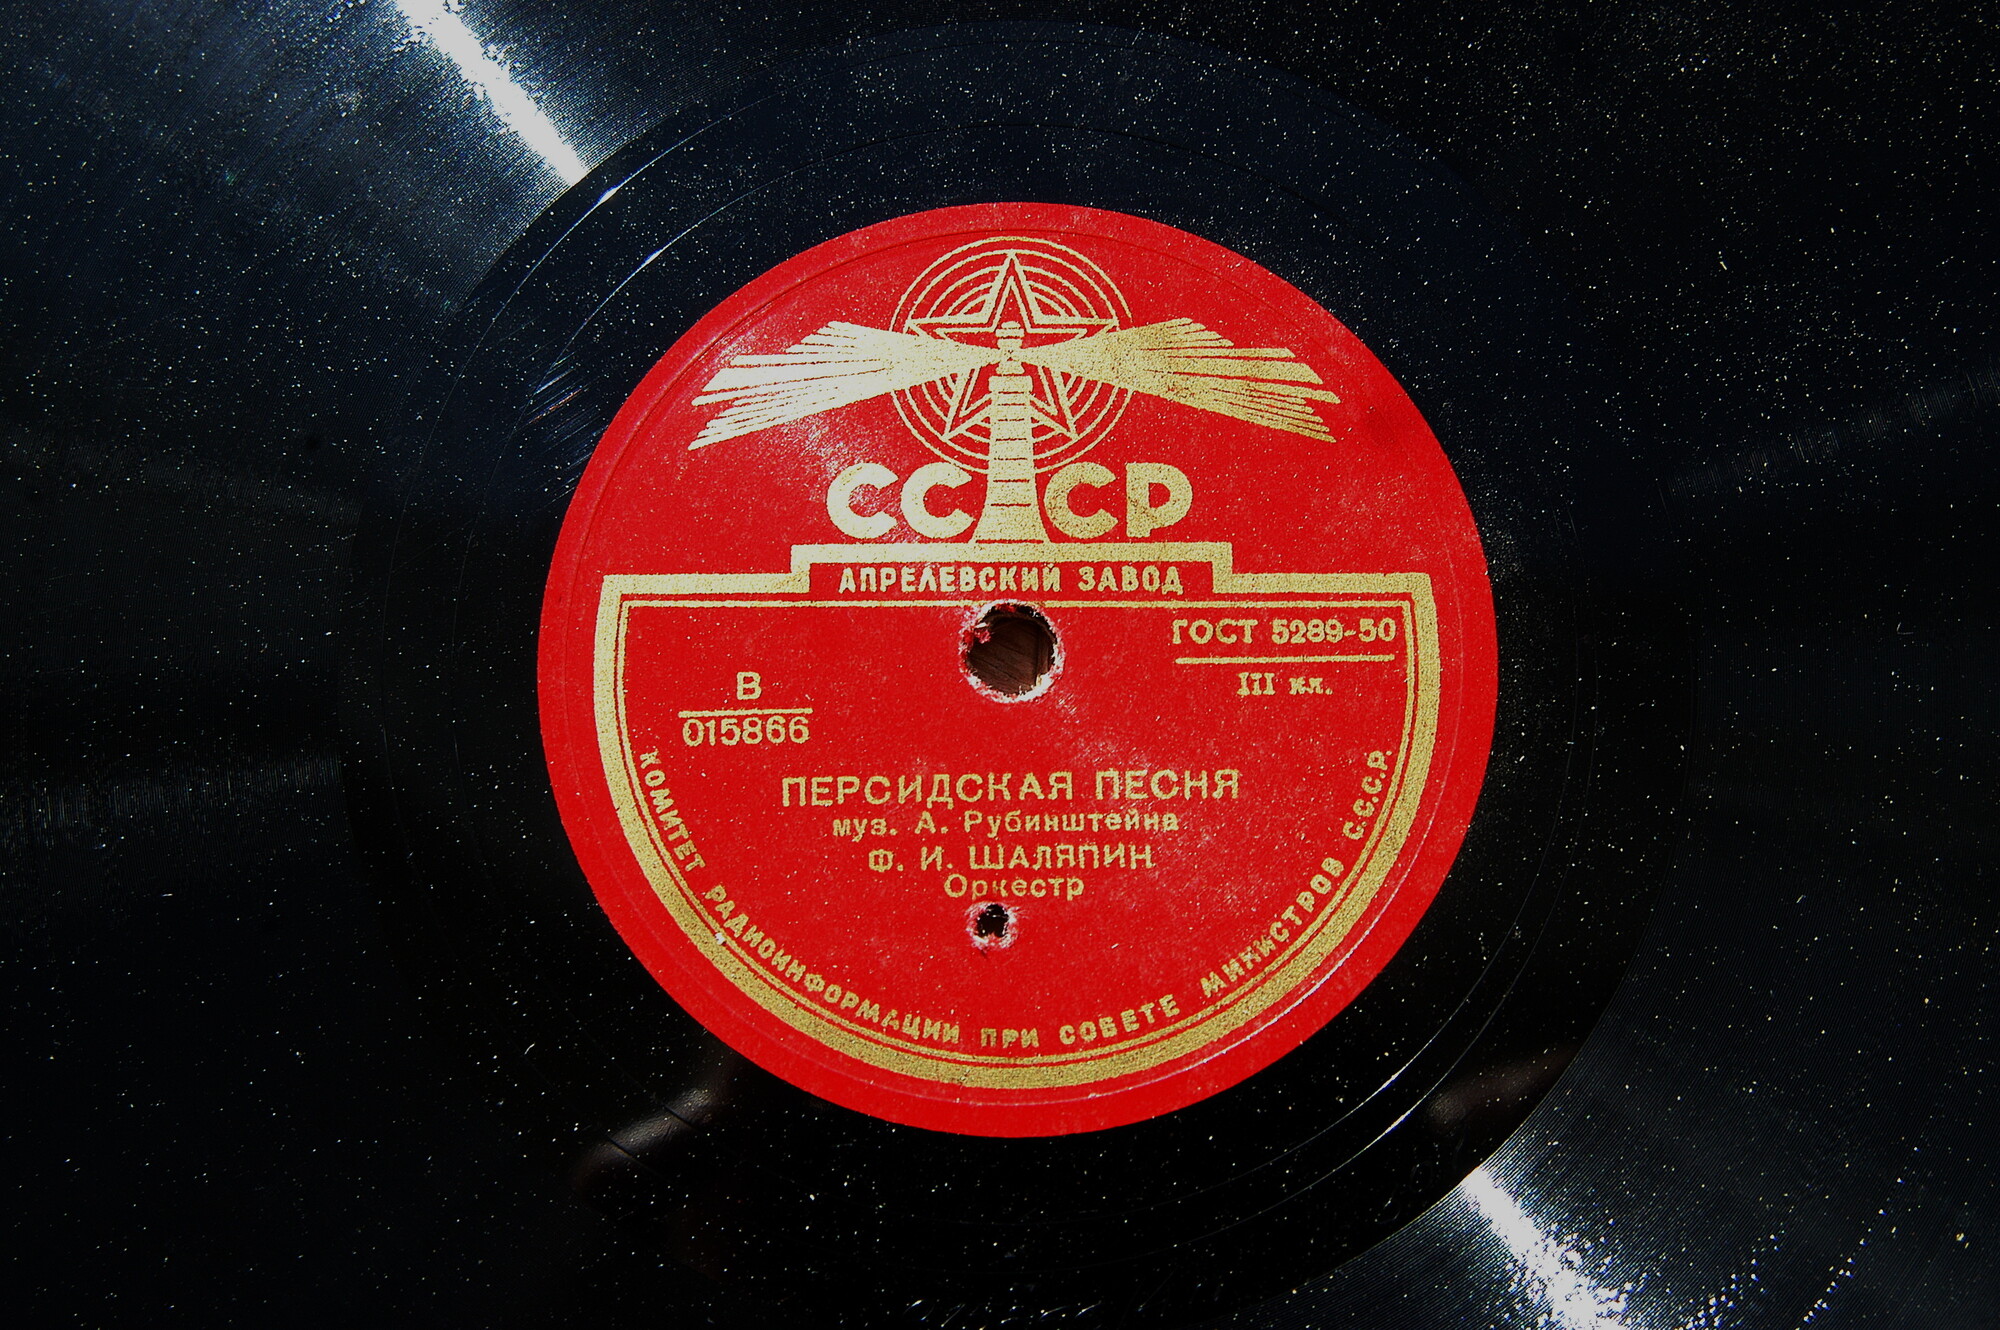 СССР
АПРЕЛЕВСКИЙ ЗАВОД
ГОСТ 5289-50
III кл.
В
015866
ПЕРСИДСКАЯ ПЕСНЯ
муз. А. Рубинштейна
Ф. И. ШАЛЯПИН
Оркестр
КОМИТЕТ РАДИОИНФОРМАЦИИ ПРИ СОВЕТЕ МИНИСТРОВ С.С.С.Р.